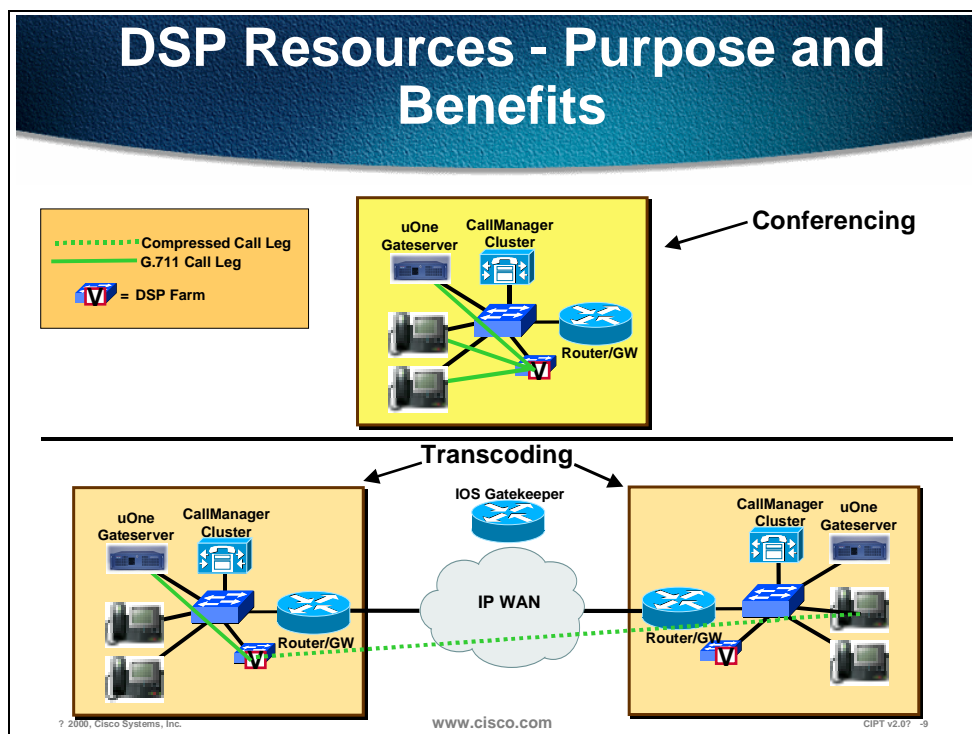 DSP Resources - Purpose and
Benefits
Compressed Call Leg
G.711 Call Leg
V = DSP Farm
uOne
Gateserver
CallManager
Cluster
Router/GW
V
Conferencing
Transcoding
uOne
Gateserver
CallManager
Cluster
Router/GW
V
IOS Gatekeeper
IP WAN
CallManager
Cluster
uOne
Gateserver
Router/GW
V
? 2000, Cisco Systems, Inc.
www.cisco.com
CIPT v2.0? -9